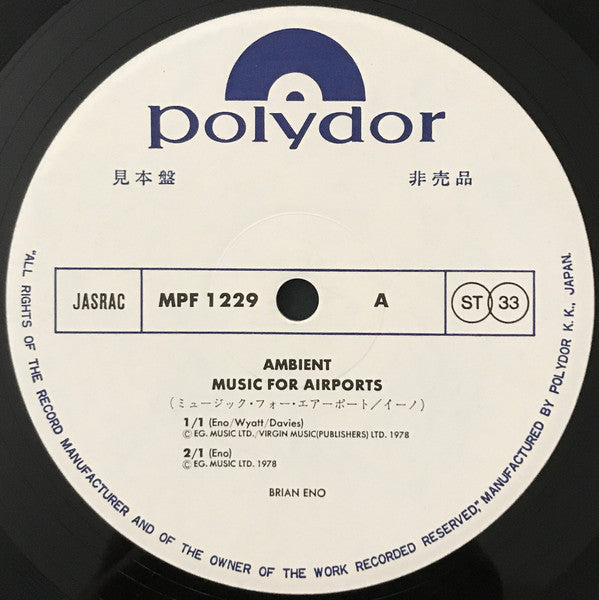 polydor
見本盤
非売品
JASRAC
MPF 1229
A
ST 33
AMBIENT
MUSIC FOR AIRPORTS
(ミュージック・フォー・エアーポート/イーノ)
1/1 (Eno/Wyatt/Davies)
© EG. MUSIC LTD./VIRGIN MUSIC(PUBLISHERS) LTD. 1978
2/1 (Eno)
© EG. MUSIC LTD. 1978
BRIAN ENO
"ALL RIGHTS OF THE RECORD MANUFACTURER AND OF THE OWNER OF THE WORK RECORDED RESERVED," MANUFACTURED BY POLYDOR K.K., JAPAN.